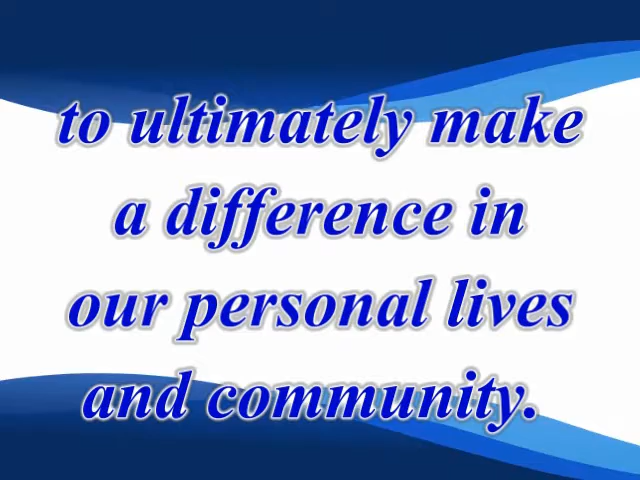 to ultimately make
a difference in
our personal lives
and community.